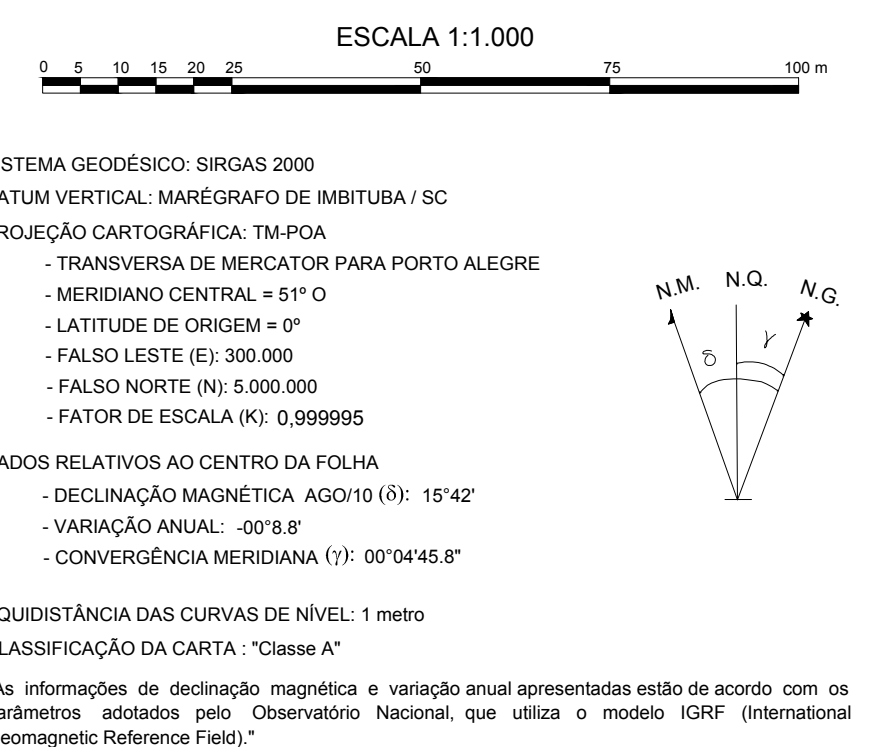 ESCALA 1:1.000
0 5 10 15 20 25 50 75 100 m
ISTEMA GEODÉSICO: SIRGAS 2000
ATUM VERTICAL: MARÉGRAFO DE IMBITUBA / SC
ROJEÇÃO CARTOGRÁFICA: TM-POA
- TRANSVERSA DE MERCATOR PARA PORTO ALEGRE
- MERIDIANO CENTRAL = 51º O
- LATITUDE DE ORIGEM = 0º
- FALSO LESTE (E): 300.000
- FALSO NORTE (N): 5.000.000
- FATOR DE ESCALA (K): 0,999995
N.M. N.Q. N.G.
δ γ
ADOS RELATIVOS AO CENTRO DA FOLHA
- DECLINAÇÃO MAGNÉTICA AGO/10 (δ): 15°42'
- VARIAÇÃO ANUAL: -00°8.8'
- CONVERGÊNCIA MERIDIANA (γ): 00°04'45.8"
QUIDISTÂNCIA DAS CURVAS DE NÍVEL: 1 metro
LASSIFICAÇÃO DA CARTA : "Classe A"
As informações de declinação magnética e variação anual apresentadas estão de acordo com os
arâmetros adotados pelo Observatório Nacional, que utiliza o modelo IGRF (International
eomagnetic Reference Field)."